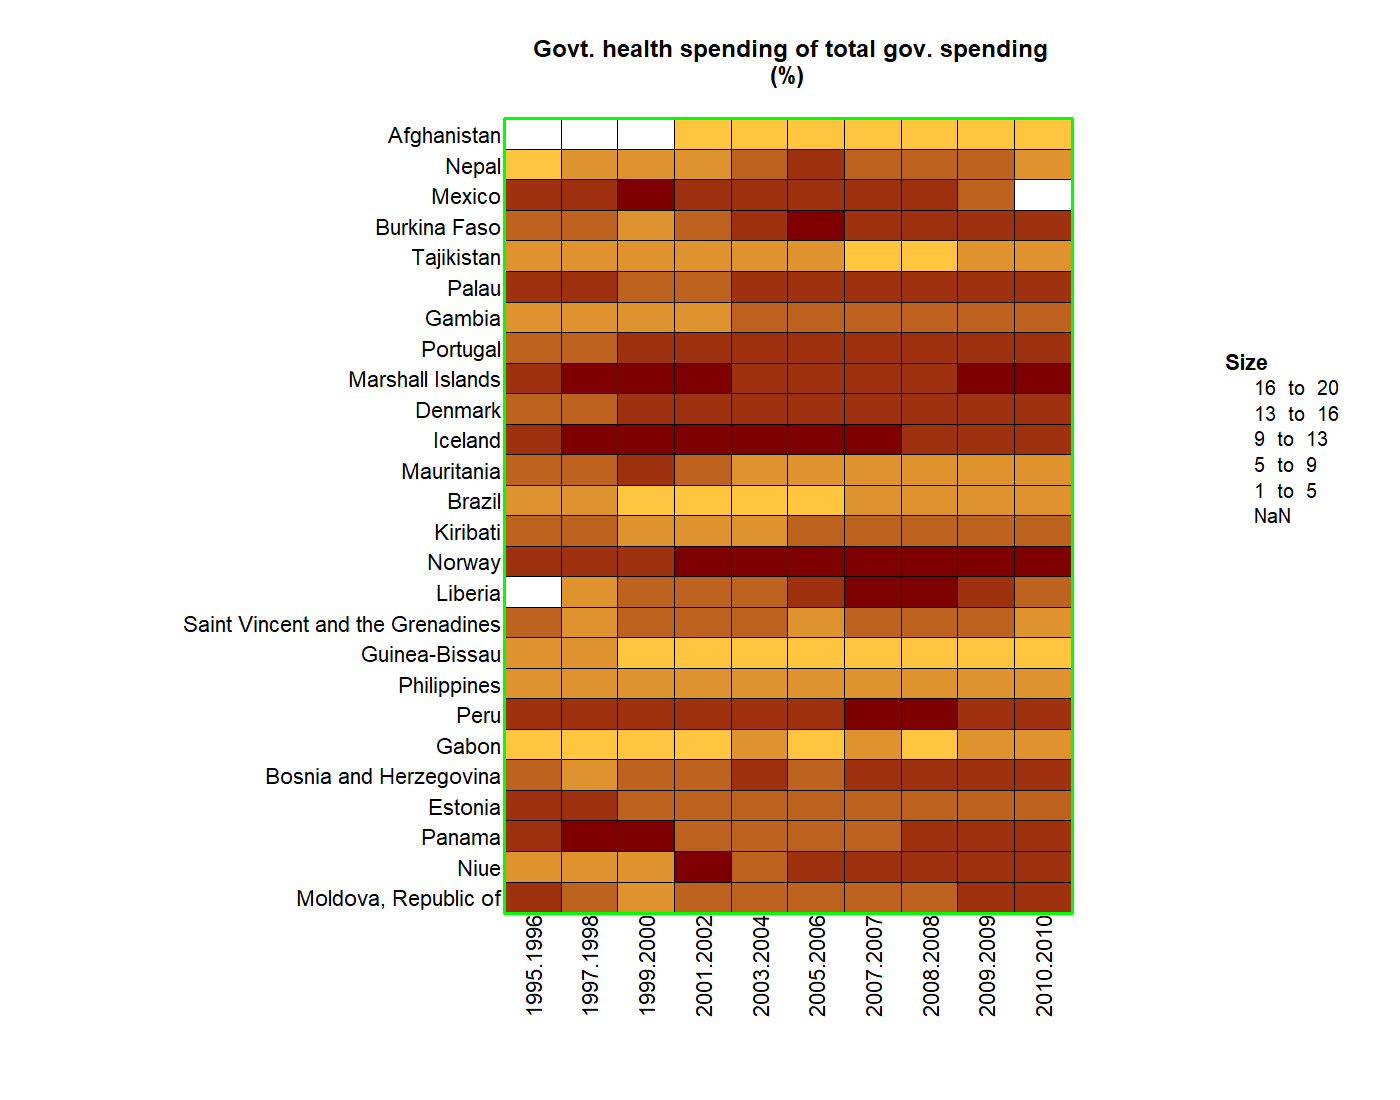 Govt. health spending of total gov. spending
(%)
Afghanistan
Nepal
Mexico
Burkina Faso
Tajikistan
Palau
Gambia
Portugal
Marshall Islands
Denmark
Iceland
Mauritania
Brazil
Kiribati
Norway
Liberia
Saint Vincent and the Grenadines
Guinea-Bissau
Philippines
Peru
Gabon
Bosnia and Herzegovina
Estonia
Panama
Niue
Moldova, Republic of
1995.1996
1997.1998
1999.2000
2001.2002
2003.2004
2005.2006
2007.2007
2008.2008
2009.2009
2010.2010
Size
16 to 20
13 to 16
9 to 13
5 to 9
1 to 5
NaN